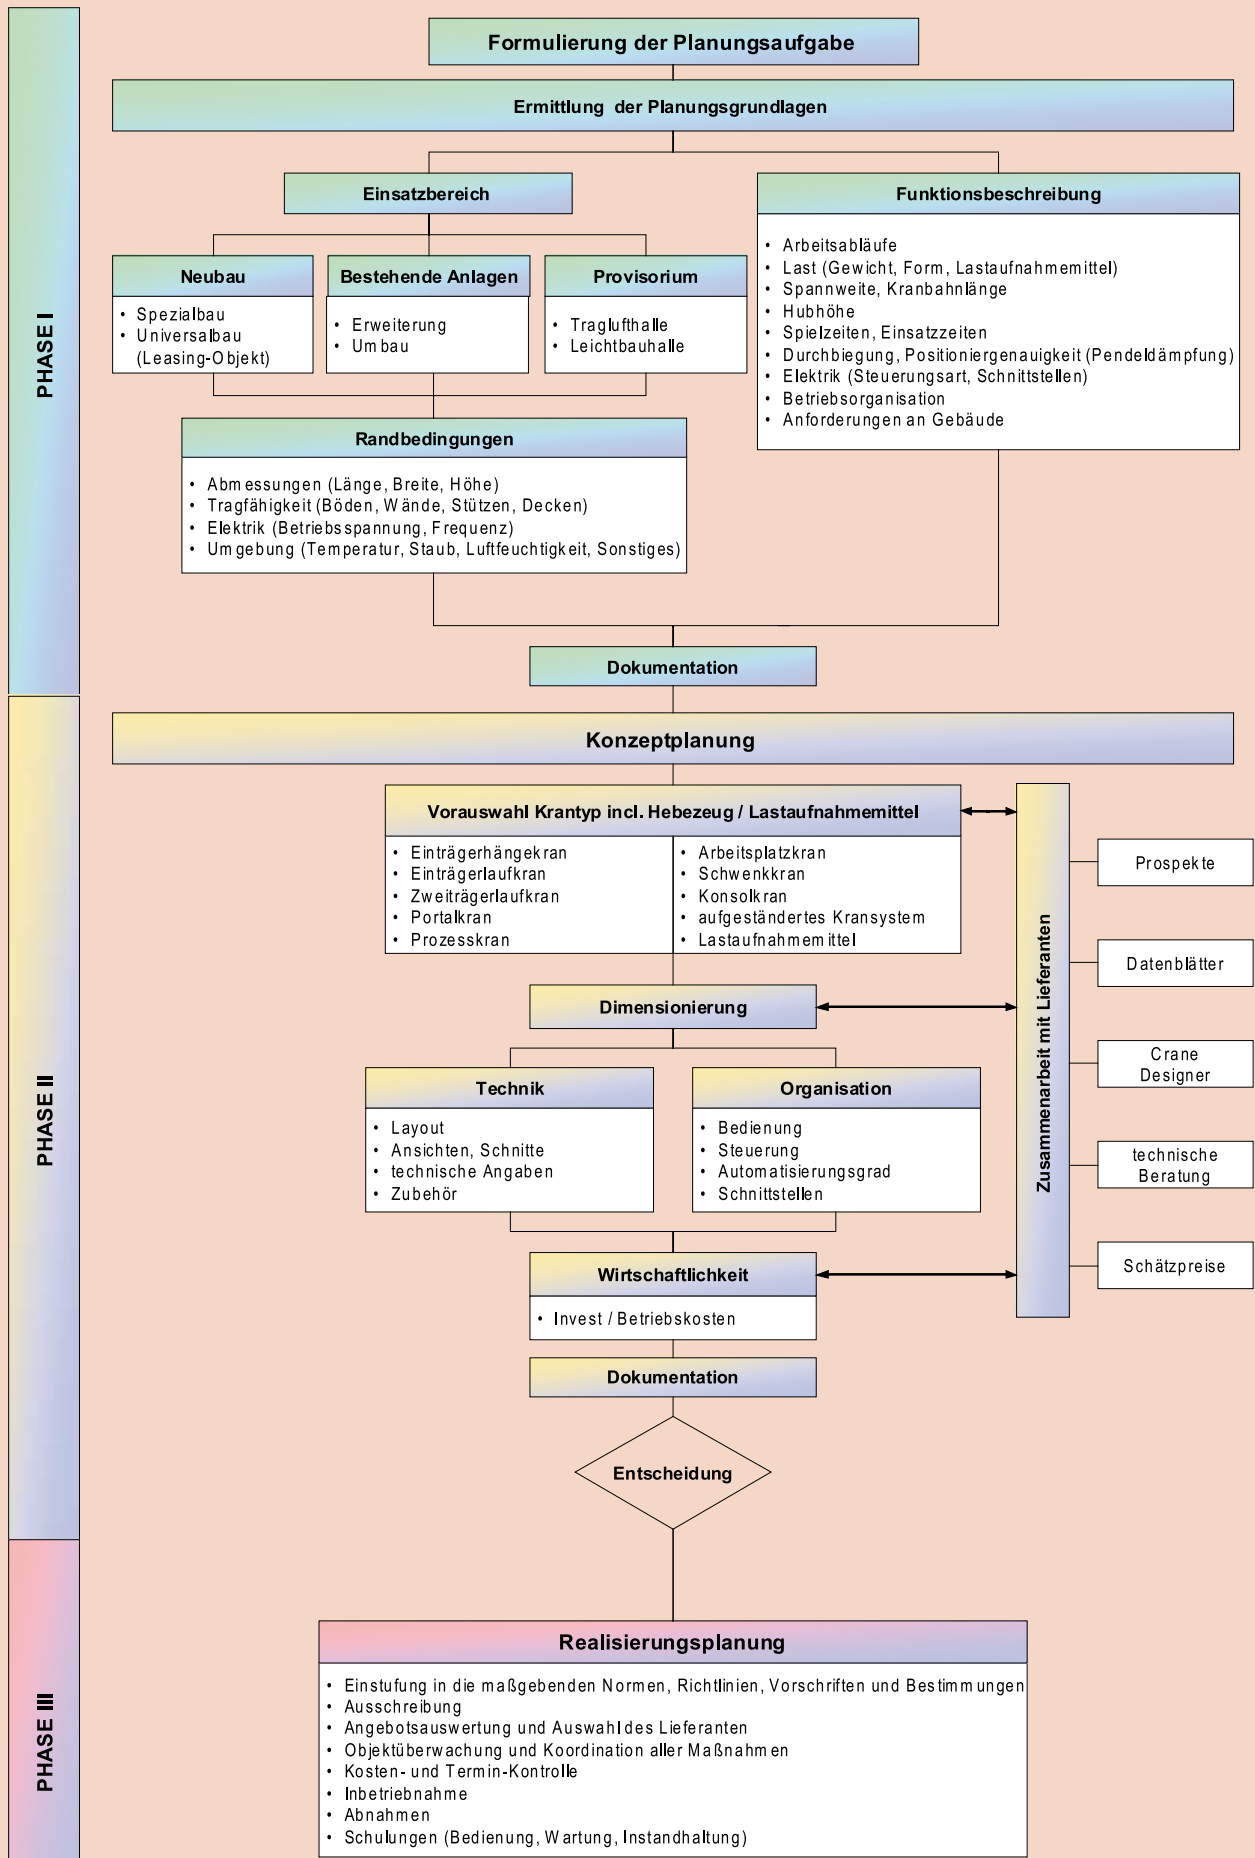 PHASE I
Formulierung der Planungsaufgabe
Ermittlung der Planungsgrundlagen
Einsatzbereich
Neubau
• Spezialbau
• Universalbau
(Leasing-Objekt)
Bestehende Anlagen
• Erweiterung
• Umbau
Provisorium
• Traglufthalle
• Leichtbauhalle
Randbedingungen
• Abmessungen (Länge, Breite, Höhe)
• Tragfähigkeit (Böden, Wände, Stützen, Decken)
• Elektrik (Betriebsspannung, Frequenz)
• Umgebung (Temperatur, Staub, Luftfeuchtigkeit, Sonstiges)
Funktionsbeschreibung
• Arbeitsabläufe
• Last (Gewicht, Form, Lastaufnahmemittel)
• Spannweite, Kranbahnlänge
• Hubhöhe
• Spielzeiten, Einsatzzeiten
• Durchbiegung, Positioniergenauigkeit (Pendeldämpfung)
• Elektrik (Steuerungsart, Schnittstellen)
• Betriebsorganisation
• Anforderungen an Gebäude
Dokumentation
PHASE II
Konzeptplanung
Vorauswahl Krantyp incl. Hebezeug / Lastaufnahmemittel
• Einträgerhängekran
• Einträgerlaufkran
• Zweiträgerlaufkran
• Portalkran
• Prozesskran
• Arbeitsplatzkran
• Schwenkkran
• Konsolkran
• aufgeständertes Kransystem
• Lastaufnahmemittel
Dimensionierung
Technik
• Layout
• Ansichten, Schnitte
• technische Angaben
• Zubehör
Organisation
• Bedienung
• Steuerung
• Automatisierungsgrad
• Schnittstellen
Wirtschaftlichkeit
• Invest / Betriebskosten
Dokumentation
Entscheidung
Zusammenarbeit mit Lieferanten
Prospekte
Datenblätter
Crane
Designer
technische
Beratung
Schätzpreise
PHASE III
Realisierungsplanung
• Einstufung in die maßgebenden Normen, Richtlinien, Vorschriften und Bestimmungen
• Ausschreibung
• Angebotsauswertung und Auswahl des Lieferanten
• Objektüberwachung und Koordination aller Maßnahmen
• Kosten- und Termin-Kontrolle
• Inbetriebnahme
• Abnahmen
• Schulungen (Bedienung, Wartung, Instandhaltung)